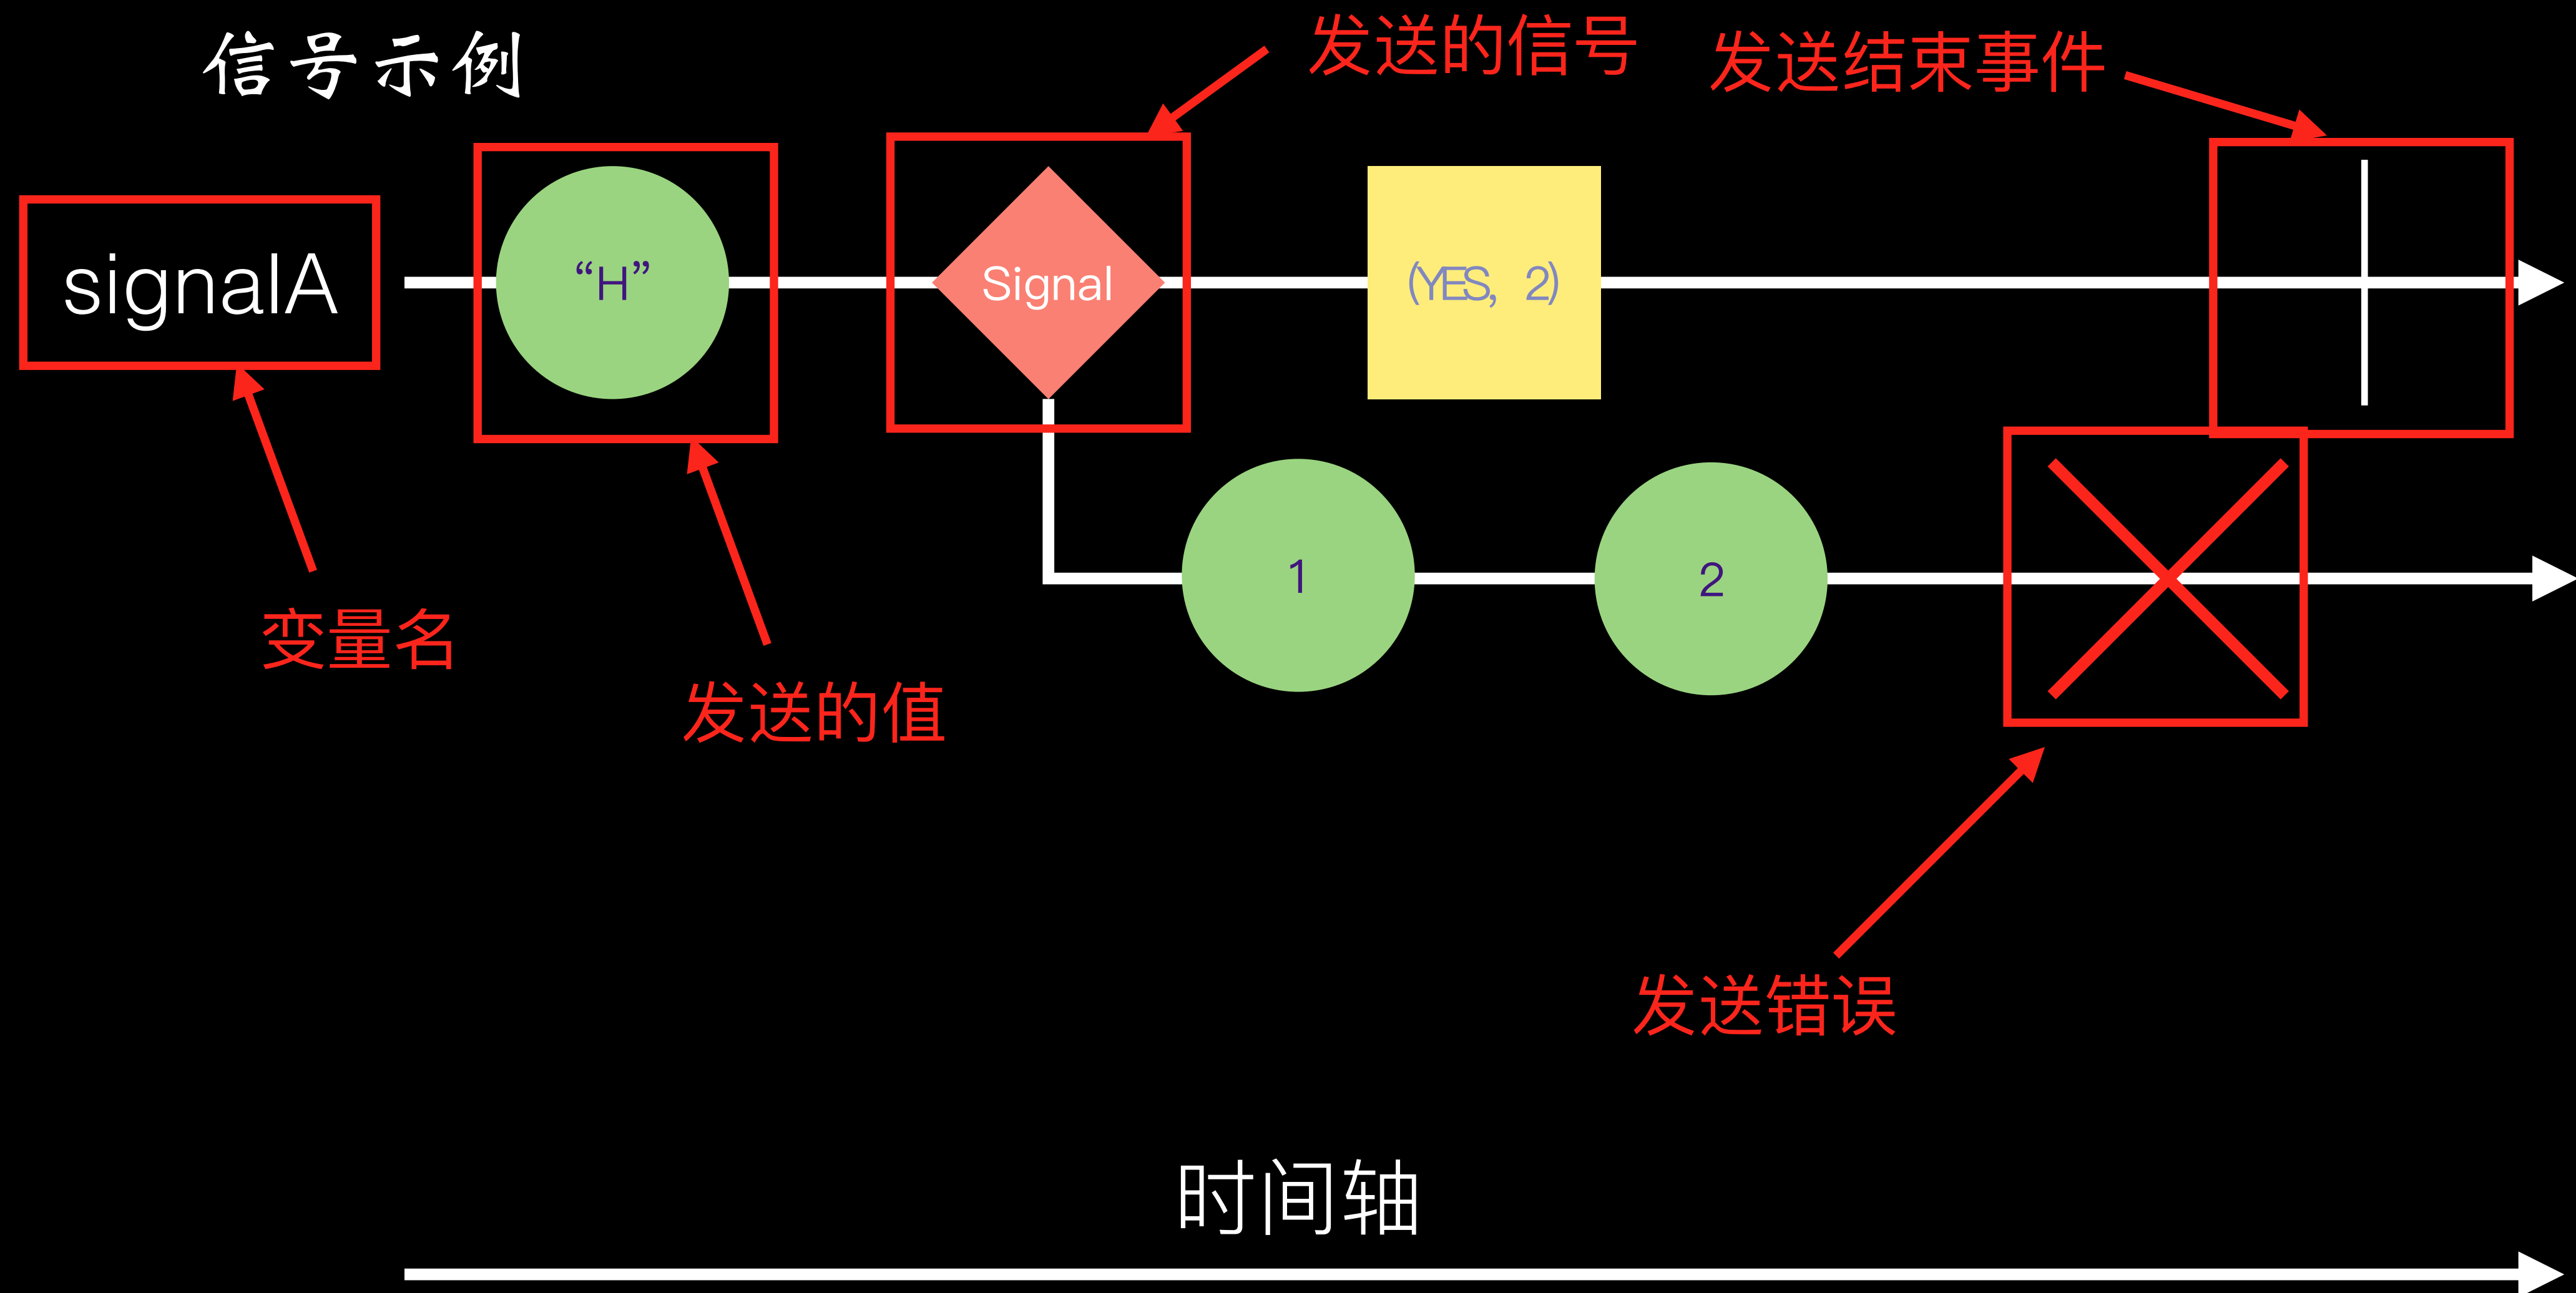 信号示例
发送的信号
发送结束事件
signalA
“H”
Signal
(YES, 2)
1
2
变量名
发送的值
发送错误
时间轴